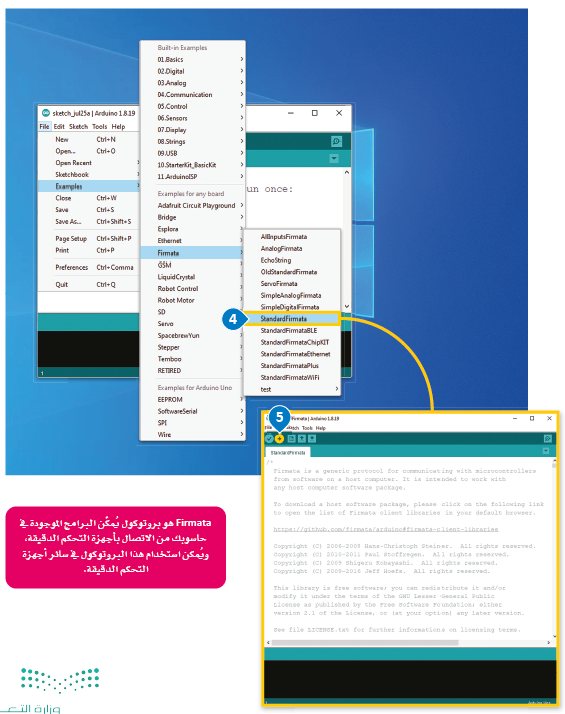 Built-in Examples
01.Basics
02.Digital
03.Analog
04.Communication
05.Control
06.Sensors
07.Display
08.Strings
09.USB
10.StarterKit_BasicKit
11.ArduinoISP
Examples for any board
Adafruit Circuit Playground
Bridge
Esplora
Ethernet
Firmata
GSM
LiquidCrystal
Robot Control
Robot Motor
SD
Servo
SpacebrewYun
Stepper
Temboo
RETIRED
Examples for Arduino Uno
EEPROM
SoftwareSerial
SPI
Wire
sketch_jul25a | Arduino 1.8.19
File Edit Sketch Tools Help
New Ctrl+N
Open... Ctrl+O
Open Recent
Sketchbook
Examples
Close Ctrl+W
Save Ctrl+S
Save As... Ctrl+Shift+S
Page Setup Ctrl+Shift+P
Print Ctrl+P
Preferences Ctrl+Comma
Quit Ctrl+Q
un once:
1
AllInputsFirmata
AnalogFirmata
EchoString
OldStandardFirmata
ServoFirmata
SimpleAnalogFirmata
SimpleDigitalFirmata
4
StandardFirmata
StandardFirmataBLE
StandardFirmataChipKIT
StandardFirmataEthernet
StandardFirmataPlus
StandardFirmataWiFi
test
5
Firmata | Arduino 1.8.19
Tools Help
StandardFirmata
/*
Firmata is a generic protocol for communicating with microcontrollers
from software on a host computer. It is intended to work with
any host computer software package.
To download a host software package, please click on the following link
to open the list of Firmata client libraries in your default browser.
https://github.com/firmata/arduino#firmata-client-libraries
Copyright (C) 2006-2008 Hans-Christoph Steiner. All rights reserved.
Copyright (C) 2010-2011 Paul Stoffregen. All rights reserved.
Copyright (C) 2009 Shigeru Kobayashi. All rights reserved.
Copyright (C) 2009-2016 Jeff Hoefs. All rights reserved.
This library is free software; you can redistribute it and/or
modify it under the terms of the GNU Lesser General Public
License as published by the Free Software Foundation; either
version 2.1 of the License, or (at your option) any later version.
See file LICENSE.txt for further informations on licensing terms.
Arduino Uno
Firmata هو بروتوكول يُمكّن البرامج الموجودة في
حاسوبك من الاتصال بأجهزة التحكم الدقيقة،
ويُمكن استخدام هذا البروتوكول في سائر أجهزة
التحكم الدقيقة.
وزارة التعـ